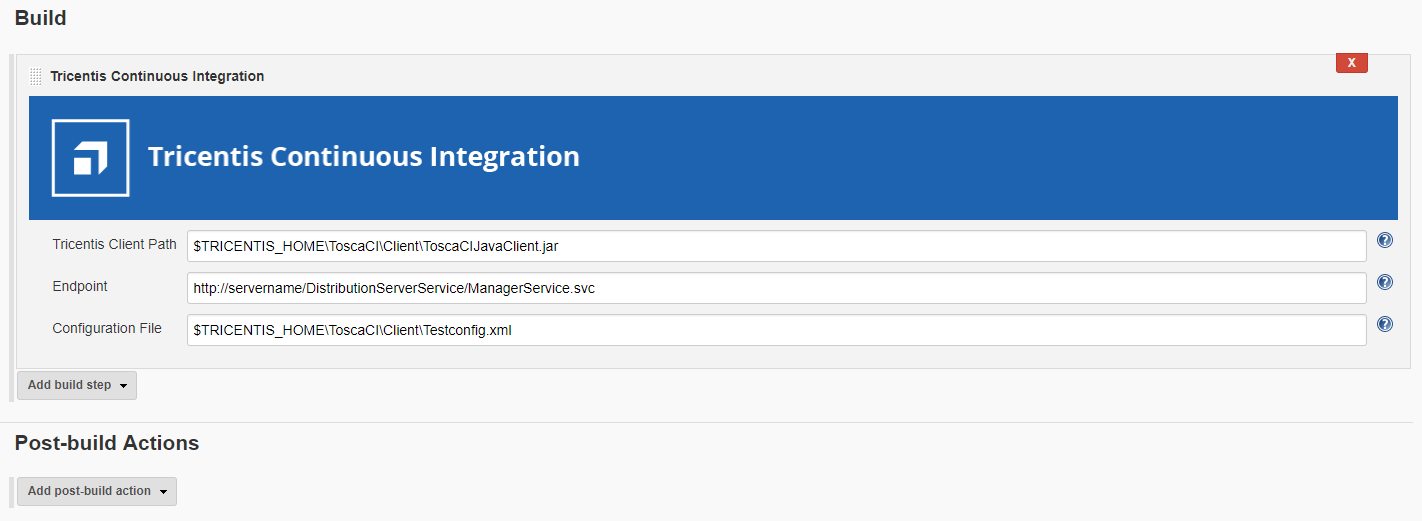 Build
Tricentis Continuous Integration
X
Tricentis Continuous Integration
Tricentis Client Path
$TRICENTIS_HOME\ToscaCI\Client\ToscaCIJavaClient.jar
?
Endpoint
http://servername/DistributionServerService/ManagerService.svc
?
Configuration File
$TRICENTIS_HOME\ToscaCI\Client\Testconfig.xml
?
Add build step
Post-build Actions
Add post-build action